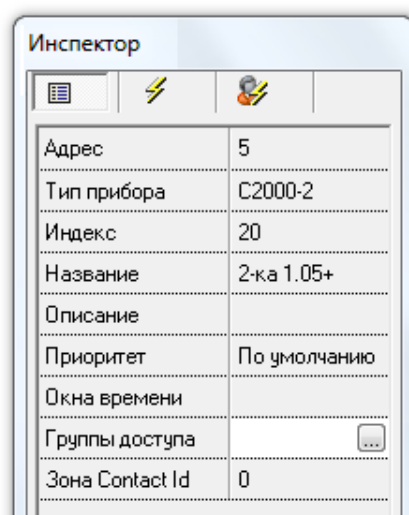 Инспектор
Адрес 5
Тип прибора С2000-2
Индекс 20
Название 2-ка 1.05+
Описание
Приоритет По умолчанию
Окна времени
Группы доступа ...
Зона Contact Id 0